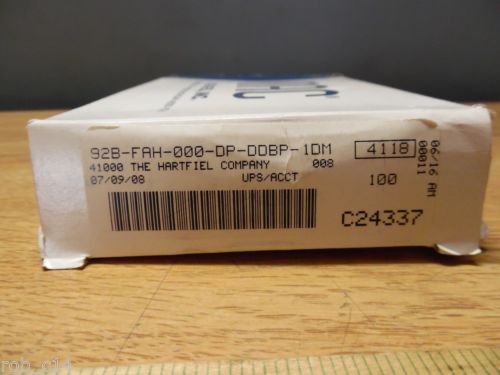 92B-FAH-000-DP-DDBP-1DM 4118
41000 THE HARTFIEL COMPANY 008
07/09/08 UPS/ACCT 100
C24337
06/16 AM
00011
rob_c14